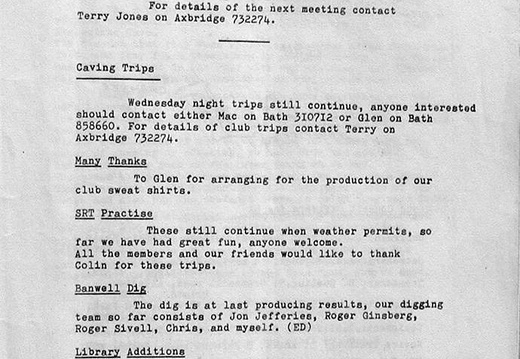 For details of the next meeting contact
Terry Jones on Axbridge 732274.
Caving Trips
Wednesday night trips still continue, anyone interested
should contact either Mac on Bath 3I07I2 or Glen on Bath
858660. For details of club trips contact Terry on
Axbridge 732274.
Many Thanks
To Glen for arranging for the production of our
club sweat shirts.
SRT Practise
These still continue when weather permits, so
far we have had great fun, anyone welcome.
All the members and our friends would like to thank
Colin for these trips.
Banwell Dig
The dig is at last producing results, our digging
team so far consists of Jon Jefferies, Roger Ginsberg,
Roger Sivell, Chris, and myself. (ED)
Library Additions